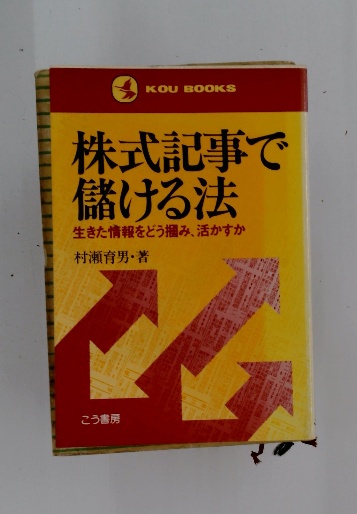 KOU BOOKS
株式記事で
儲ける法
生きた情報をどう掴み、活かすか
村瀬育男・著
こう書房